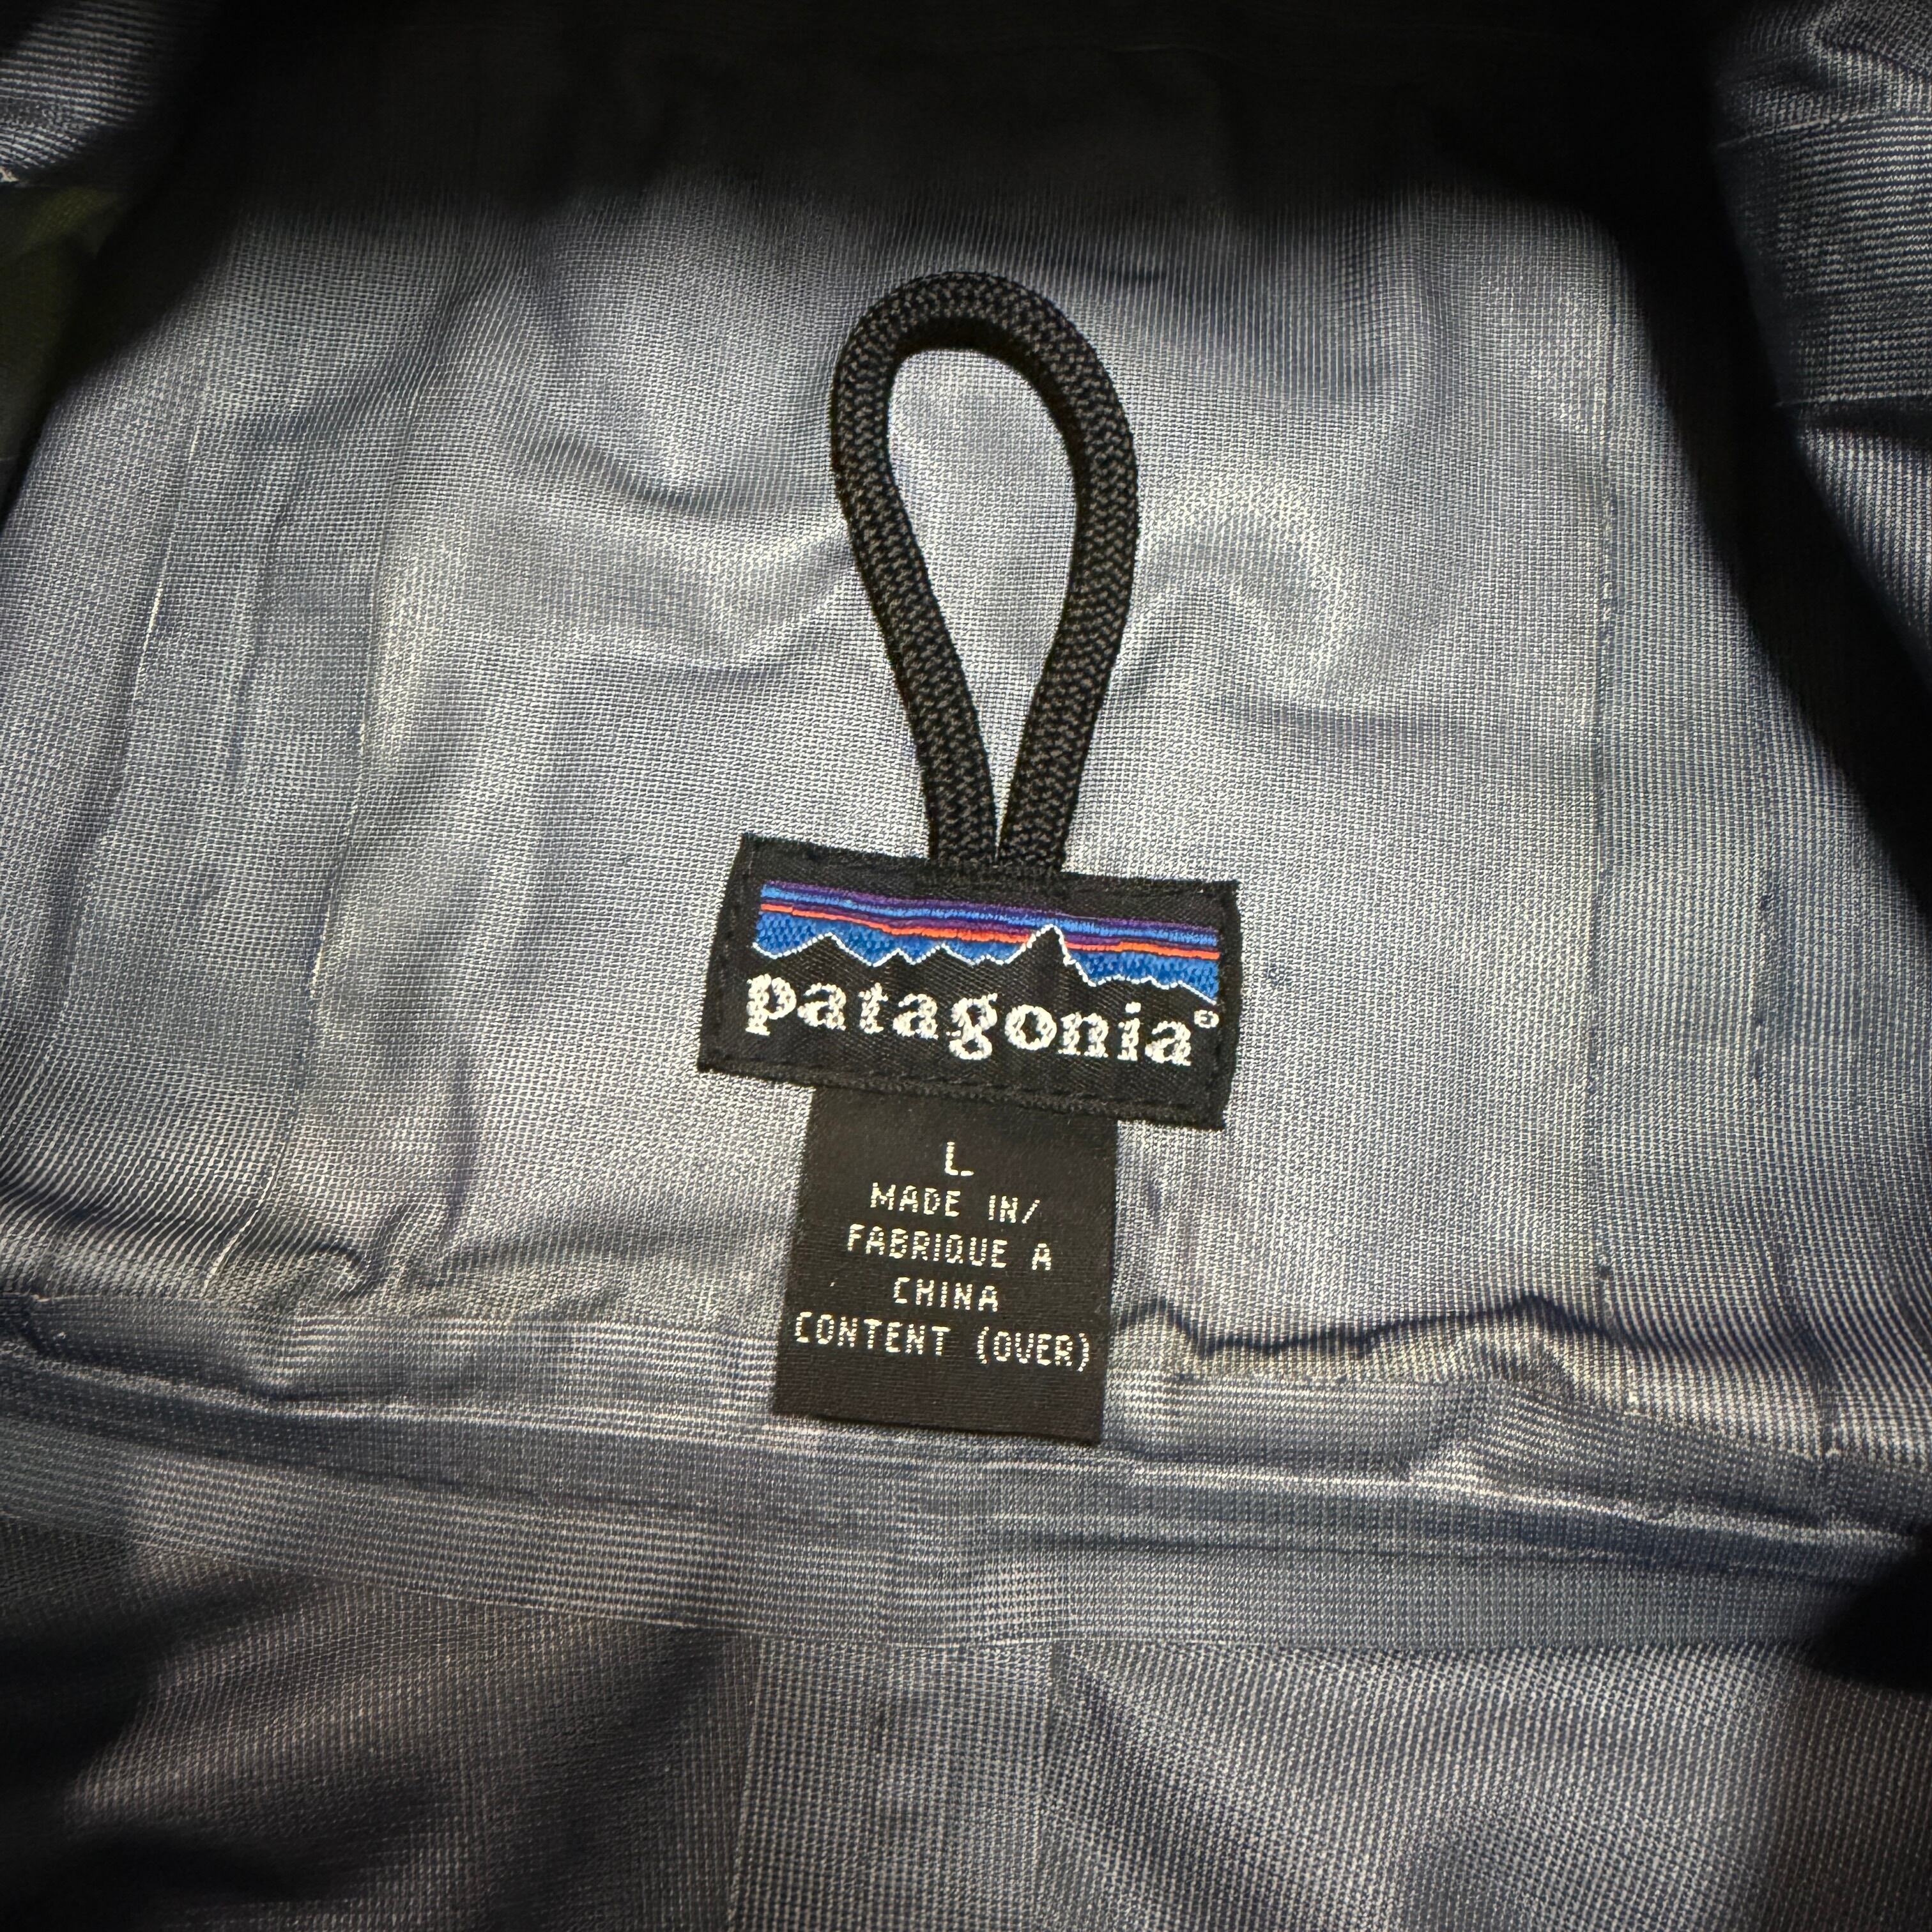 patagonia®
L
MADE IN/
FABRIQUE A
CHINA
CONTENT (OVER)